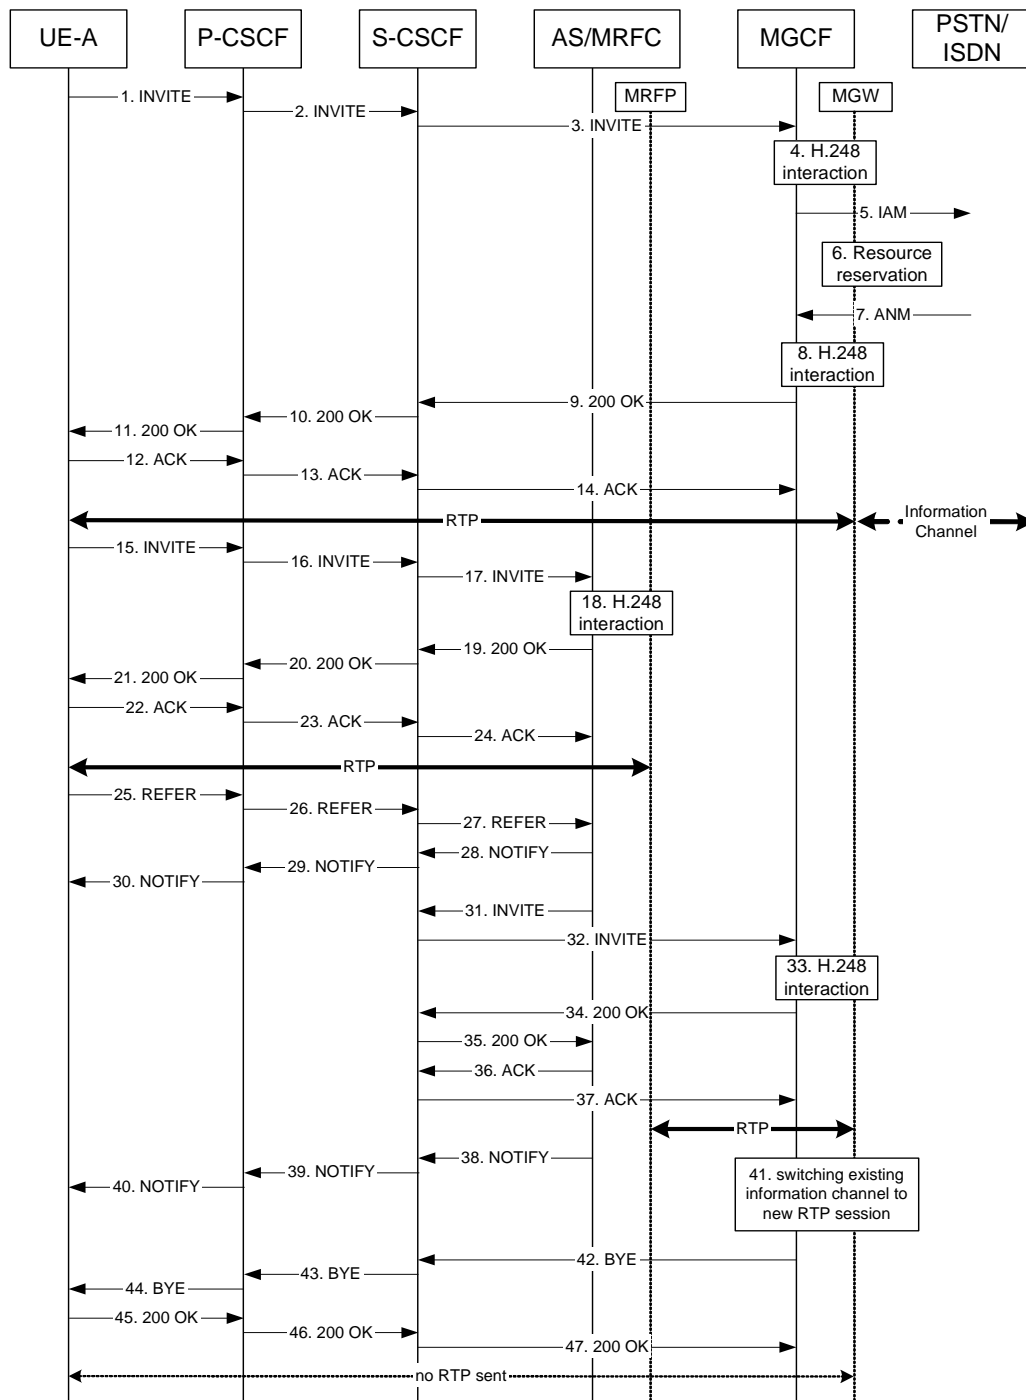 UE-A
P-CSCF
S-CSCF
AS/MRFC
MGCF
PSTN/
ISDN
MRFP
MGW
1. INVITE
2. INVITE
3. INVITE
4. H.248
interaction
5. IAM
6. Resource
reservation
7. ANM
8. H.248
interaction
9. 200 OK
10. 200 OK
11. 200 OK
12. ACK
13. ACK
14. ACK
RTP
Information
Channel
15. INVITE
16. INVITE
17. INVITE
18. H.248
interaction
19. 200 OK
20. 200 OK
21. 200 OK
22. ACK
23. ACK
24. ACK
RTP
25. REFER
26. REFER
27. REFER
28. NOTIFY
29. NOTIFY
30. NOTIFY
31. INVITE
32. INVITE
33. H.248
interaction
34. 200 OK
35. 200 OK
36. ACK
37. ACK
RTP
38. NOTIFY
39. NOTIFY
40. NOTIFY
41. switching existing
information channel to
new RTP session
42. BYE
43. BYE
44. BYE
45. 200 OK
46. 200 OK
47. 200 OK
no RTP sent